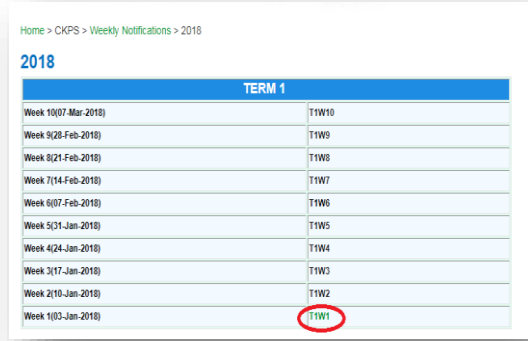 Home > CKPS > Weekly Notifications > 2018
2018
TERM 1
Week 10(07-Mar-2018) T1W10
Week 9(28-Feb-2018) T1W9
Week 8(21-Feb-2018) T1W8
Week 7(14-Feb-2018) T1W7
Week 6(07-Feb-2018) T1W6
Week 5(31-Jan-2018) T1W5
Week 4(24-Jan-2018) T1W4
Week 3(17-Jan-2018) T1W3
Week 2(10-Jan-2018) T1W2
Week 1(03-Jan-2018) T1W1